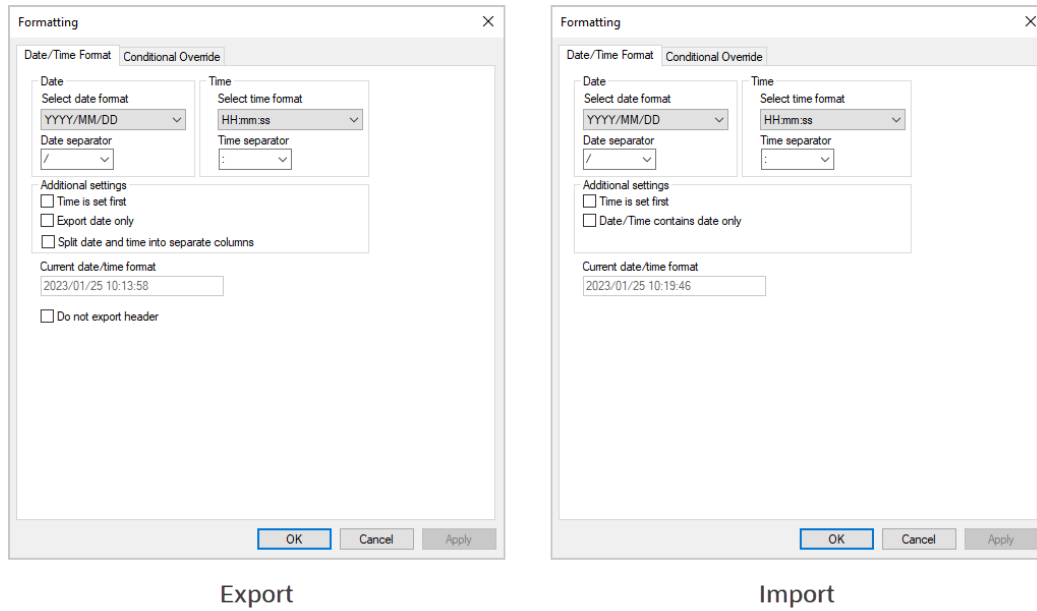 Formatting
Date/Time Format Conditional Override
Date Time
Select date format Select time format
YYYY/MM/DD HH:mm:ss
Date separator Time separator
/ :
Additional settings
Time is set first
Export date only
Split date and time into separate columns
Current date/time format
2023/01/25 10:13:58
Do not export header
OK Cancel Apply
Export
Formatting
Date/Time Format Conditional Override
Date Time
Select date format Select time format
YYYY/MM/DD HH:mm:ss
Date separator Time separator
/ :
Additional settings
Time is set first
Date/Time contains date only
Current date/time format
2023/01/25 10:19:46
OK Cancel Apply
Import